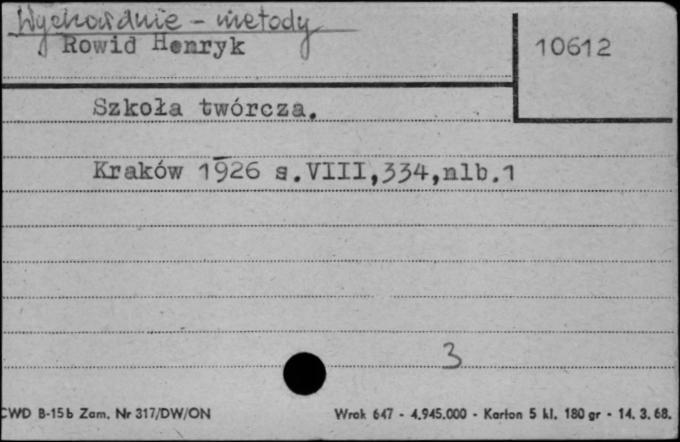 Wychowanie - metody
Rowid Henryk
10612
Szkoła twórcza.
Kraków 1926 s.VIII,334,nlb.1
3
CWD B-15b Zam. Nr 317/DW/ON
Wrak 647 - 4.945.000 - Karton 5 kl. 180 gr - 14. 3. 68.